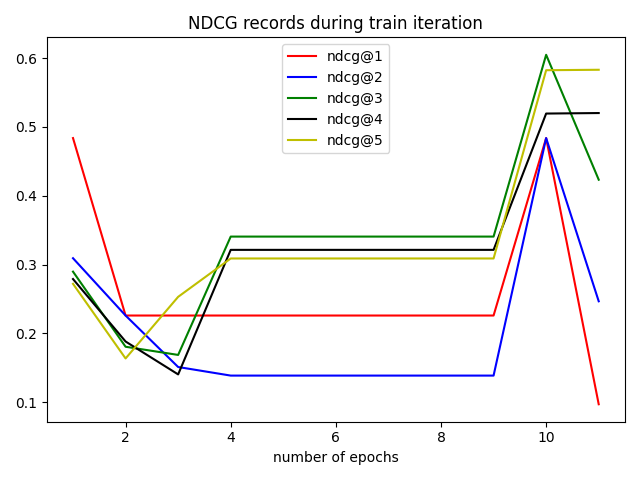 NDCG records during train iteration
ndcg@1
ndcg@2
ndcg@3
ndcg@4
ndcg@5
0.6
0.5
0.4
0.3
0.2
0.1
2 4 6 8 10
number of epochs